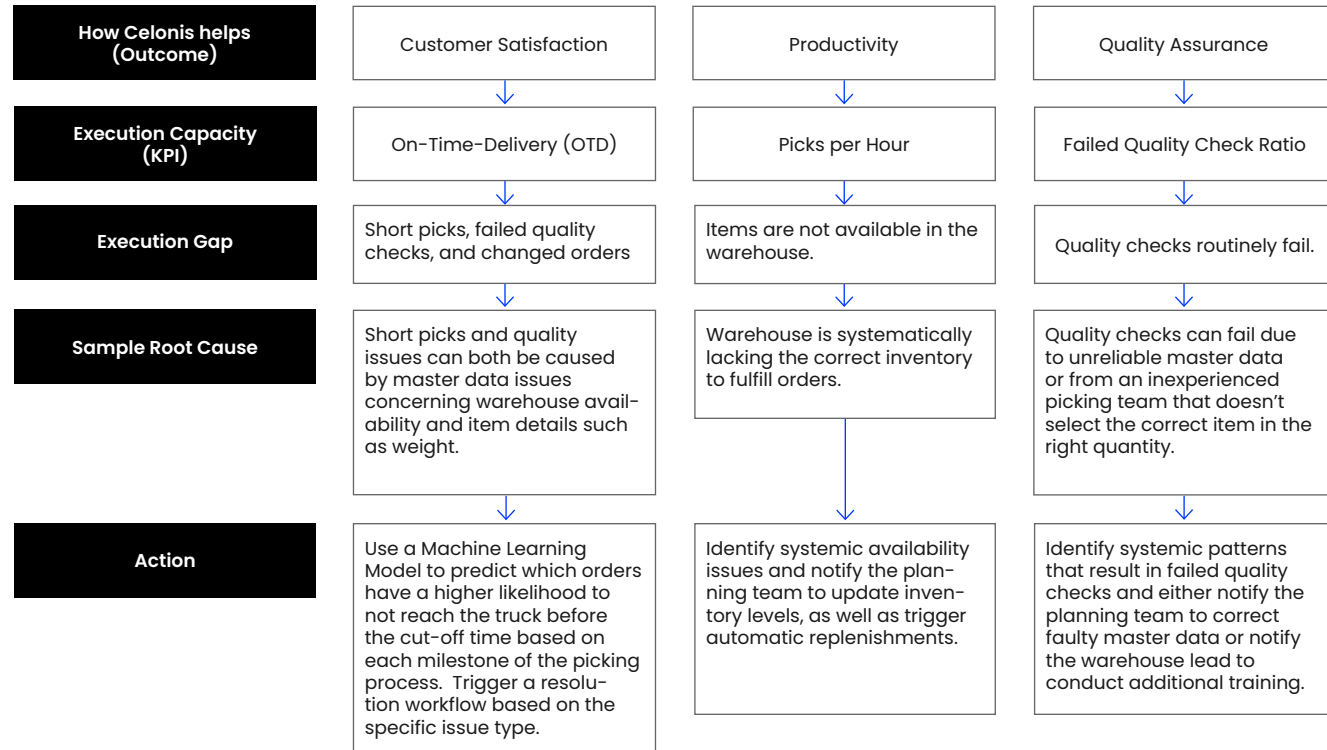 How Celonis helps
(Outcome)
Customer Satisfaction
Productivity
Quality Assurance
Execution Capacity
(KPI)
On-Time-Delivery (OTD)
Picks per Hour
Failed Quality Check Ratio
Execution Gap
Short picks, failed quality
checks, and changed orders
Items are not available in the
warehouse.
Quality checks routinely fail.
Sample Root Cause
Short picks and quality
issues can both be caused
by master data issues
concerning warehouse avail-
ability and item details such
as weight.
Warehouse is systematically
lacking the correct inventory
to fulfill orders.
Quality checks can fail due
to unreliable master data
or from an inexperienced
picking team that doesn’t
select the correct item in the
right quantity.
Action
Use a Machine Learning
Model to predict which orders
have a higher likelihood to
not reach the truck before
the cut-off time based on
each milestone of the picking
process.  Trigger a resolu-
tion workflow based on the
specific issue type.
Identify systemic availability
issues and notify the plan-
ning team to update inven-
tory levels, as well as trigger
automatic replenishments.
Identify systemic patterns
that result in failed quality
checks and either notify the
planning team to correct
faulty master data or notify
the warehouse lead to
conduct additional training.